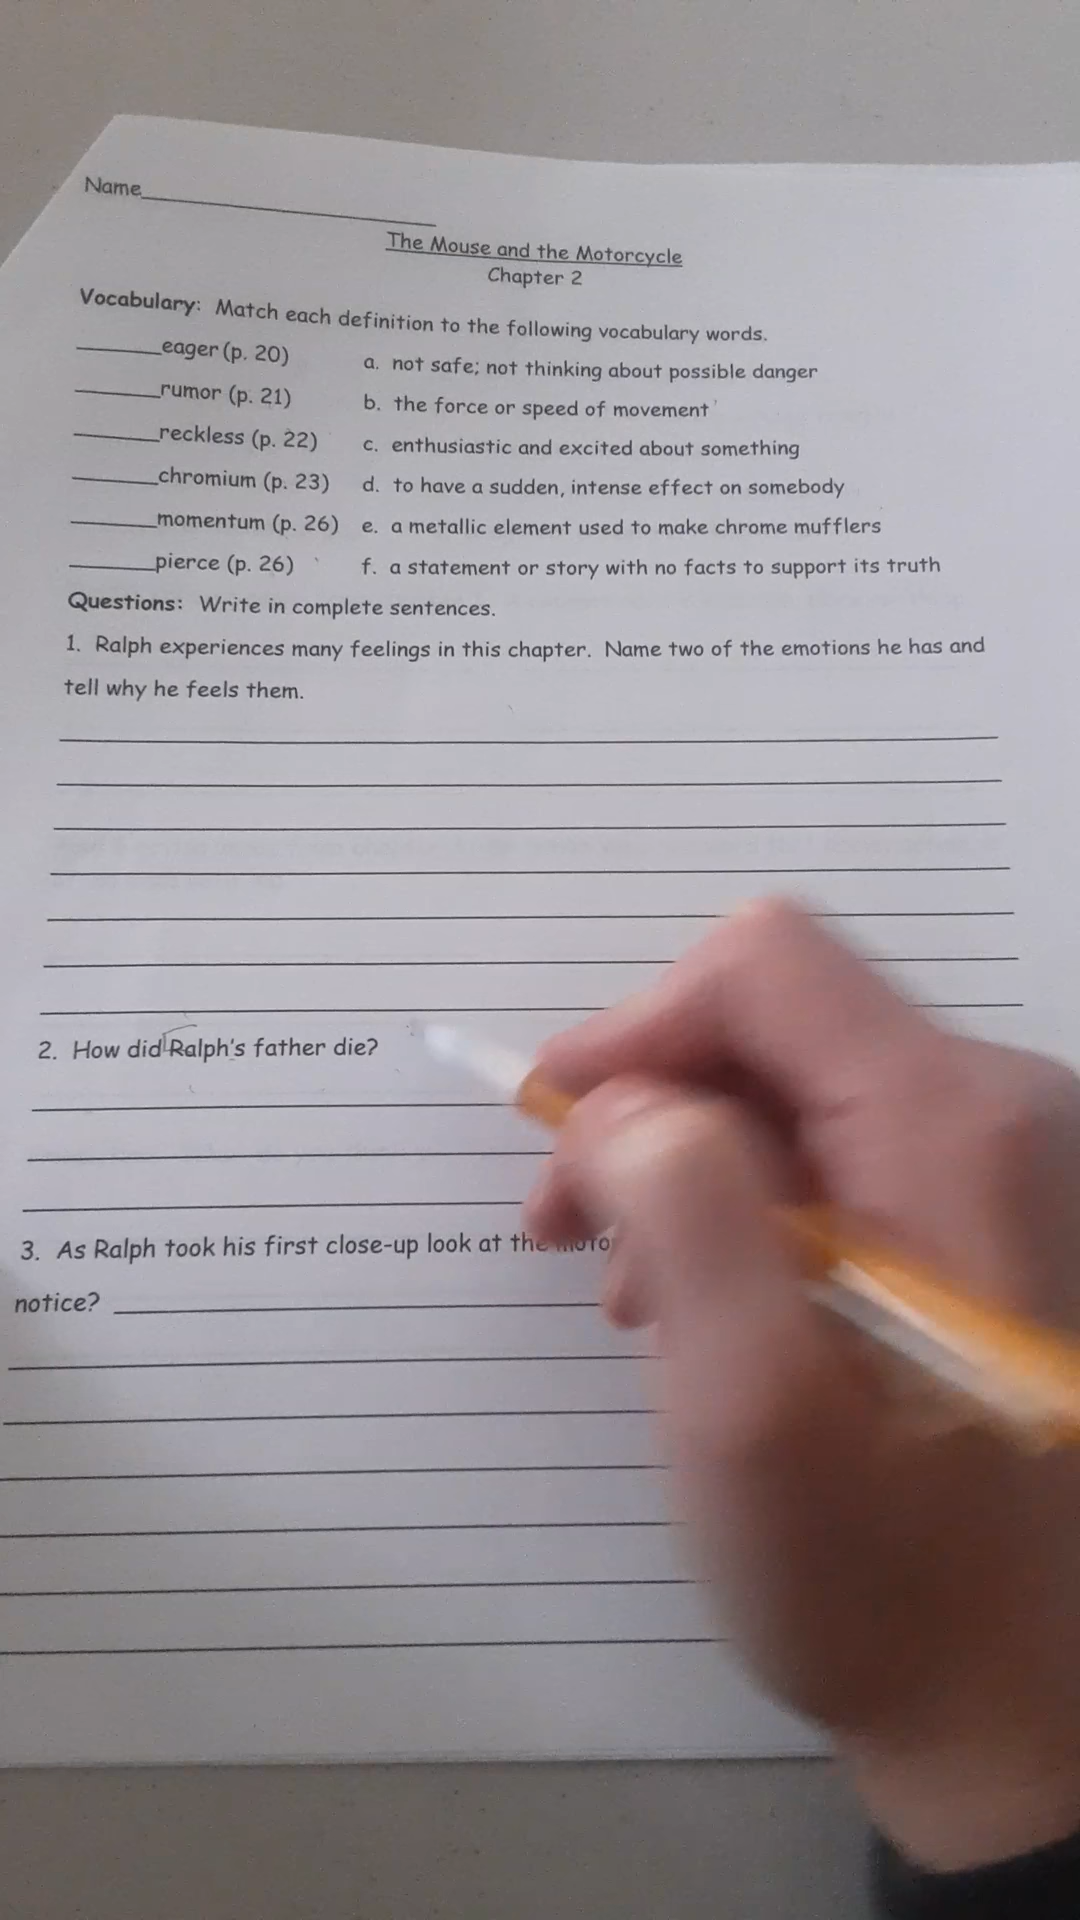 Name
The Mouse and the Motorcycle
Chapter 2
Vocabulary: Match each definition to the following vocabulary words.
eager (p. 20) a. not safe; not thinking about possible danger
rumor (p. 21) b. the force or speed of movement
reckless (p. 22) c. enthusiastic and excited about something
chromium (p. 23) d. to have a sudden, intense effect on somebody
momentum (p. 26) e. a metallic element used to make chrome mufflers
pierce (p. 26) f. a statement or story with no facts to support its truth
Questions: Write in complete sentences.
1. Ralph experiences many feelings in this chapter. Name two of the emotions he has and
tell why he feels them.
2. How did Ralph's father die?
3. As Ralph took his first close-up look at the
notice?